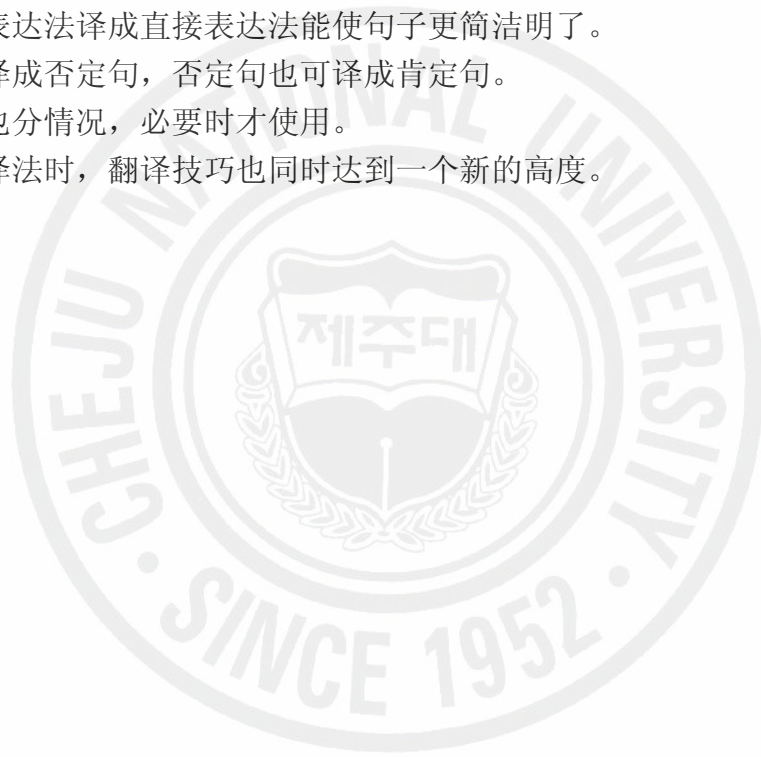 表达法译成直接表达法能使句子更简洁明了。
译成否定句，否定句也可译成肯定句。
也分情况，必要时才使用。
译法时，翻译技巧也同时达到一个新的高度。
CHEJU NATIONAL UNIVERSITY
제주대
· SINCE 1952 ·